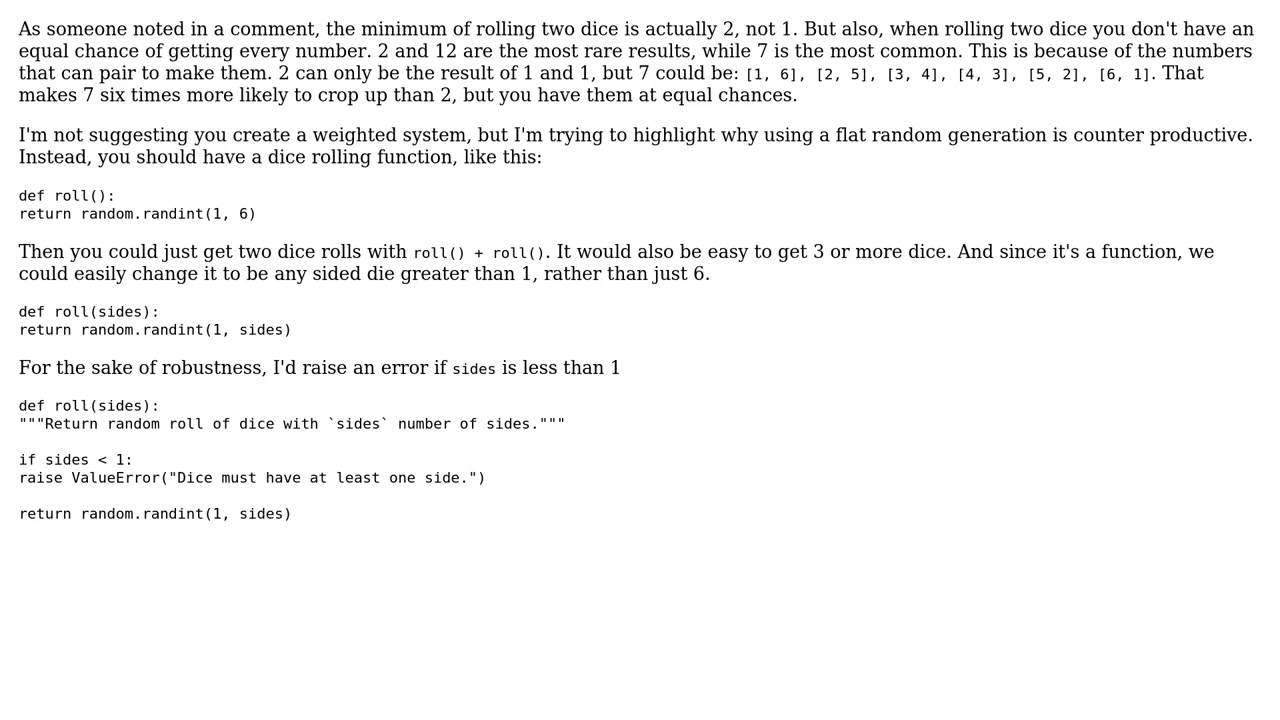 As someone noted in a comment, the minimum of rolling two dice is actually 2, not 1. But also, when rolling two dice you don't have an
equal chance of getting every number. 2 and 12 are the most rare results, while 7 is the most common. This is because of the numbers
that can pair to make them. 2 can only be the result of 1 and 1, but 7 could be: [1, 6], [2, 5], [3, 4], [4, 3], [5, 2], [6, 1]. That
makes 7 six times more likely to crop up than 2, but you have them at equal chances.
I'm not suggesting you create a weighted system, but I'm trying to highlight why using a flat random generation is counter productive.
Instead, you should have a dice rolling function, like this:
def roll():
return random.randint(1, 6)
Then you could just get two dice rolls with roll() + roll(). It would also be easy to get 3 or more dice. And since it's a function, we
could easily change it to be any sided die greater than 1, rather than just 6.
def roll(sides):
return random.randint(1, sides)
For the sake of robustness, I'd raise an error if sides is less than 1
def roll(sides):
"""Return random roll of dice with `sides` number of sides."""
if sides < 1:
raise ValueError("Dice must have at least one side.")
return random.randint(1, sides)